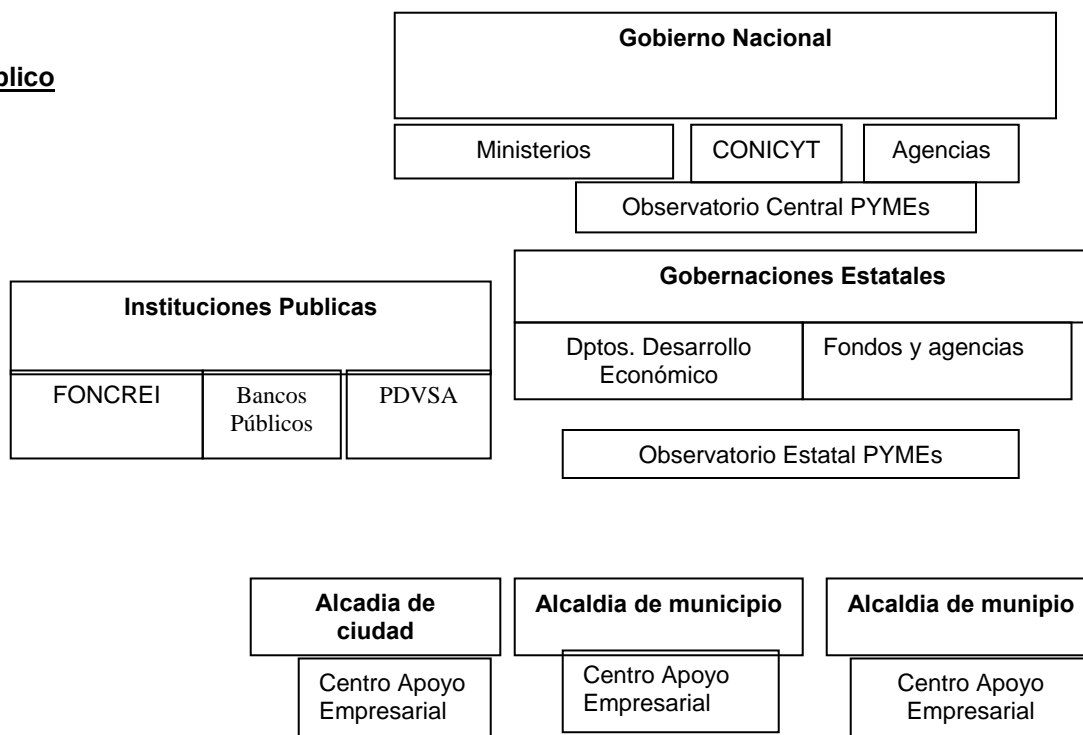 Gobierno Nacional
blico
Ministerios
CONICYT
Agencias
Observatorio Central PYMEs
Gobernaciones Estatales
Instituciones Publicas
Dptos. Desarrollo
Económico
Fondos y agencias
FONCREI
Bancos
Públicos
PDVSA
Observatorio Estatal PYMEs
Alcadia de
ciudad
Alcaldia de municipio
Alcaldia de munipio
Centro Apoyo
Empresarial
Centro Apoyo
Empresarial
Centro Apoyo
Empresarial